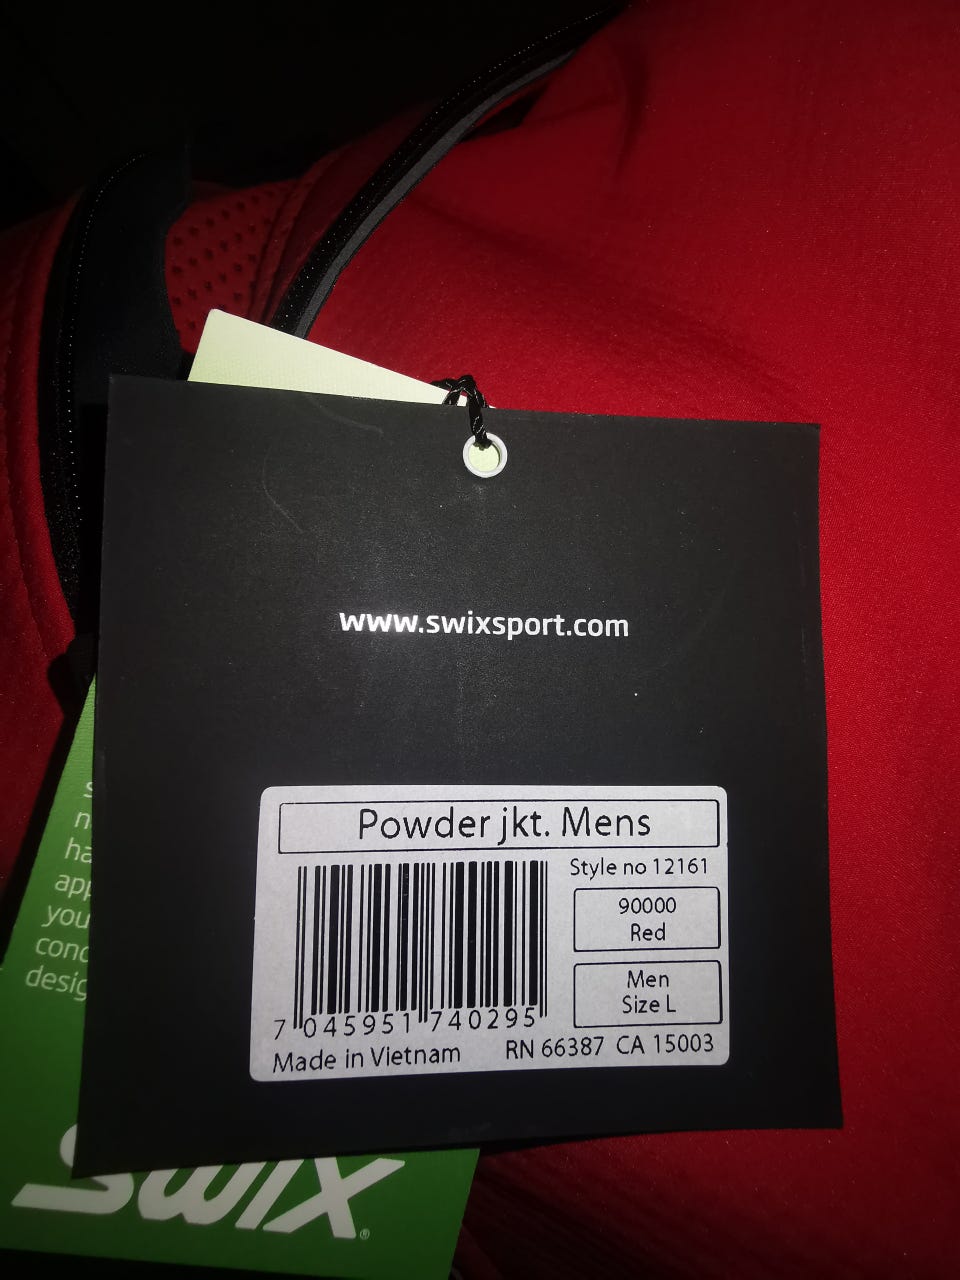 www.swixsport.com
Powder jkt. Mens
Style no 12161
90000
Red
Men
Size L
7 045951 740295
Made in Vietnam
RN 66387 CA 15003
you
swix®